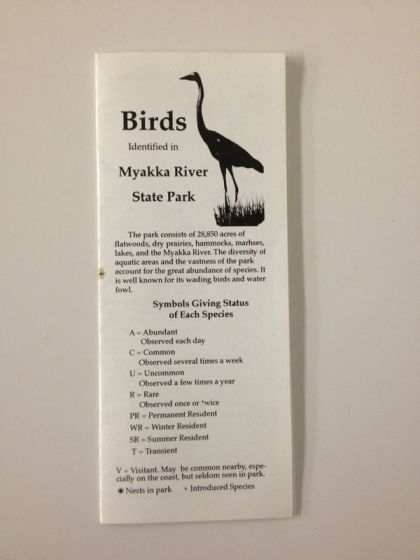 Birds
Identified in
Myakka River
State Park
The park consists of 28,850 acres of
flatwoods, dry prairies, hammocks, marhses,
lakes, and the Myakka River. The diversity of
aquatic areas and the vastness of the park
account for the great abundance of species. It
is well known for its wading birds and water
fowl.
Symbols Giving Status
of Each Species
A = Abundant
Observed each day
C = Common
Observed several times a week
U = Uncommon
Observed a few times a year
R = Rare
Observed once or twice
PR = Permanent Resident
WR = Winter Resident
SR = Summer Resident
T = Transient
V = Visitant. May be common nearby, espe-
cially on the coast, but seldom seen in park.
✱ Nests in park + Introduced Species